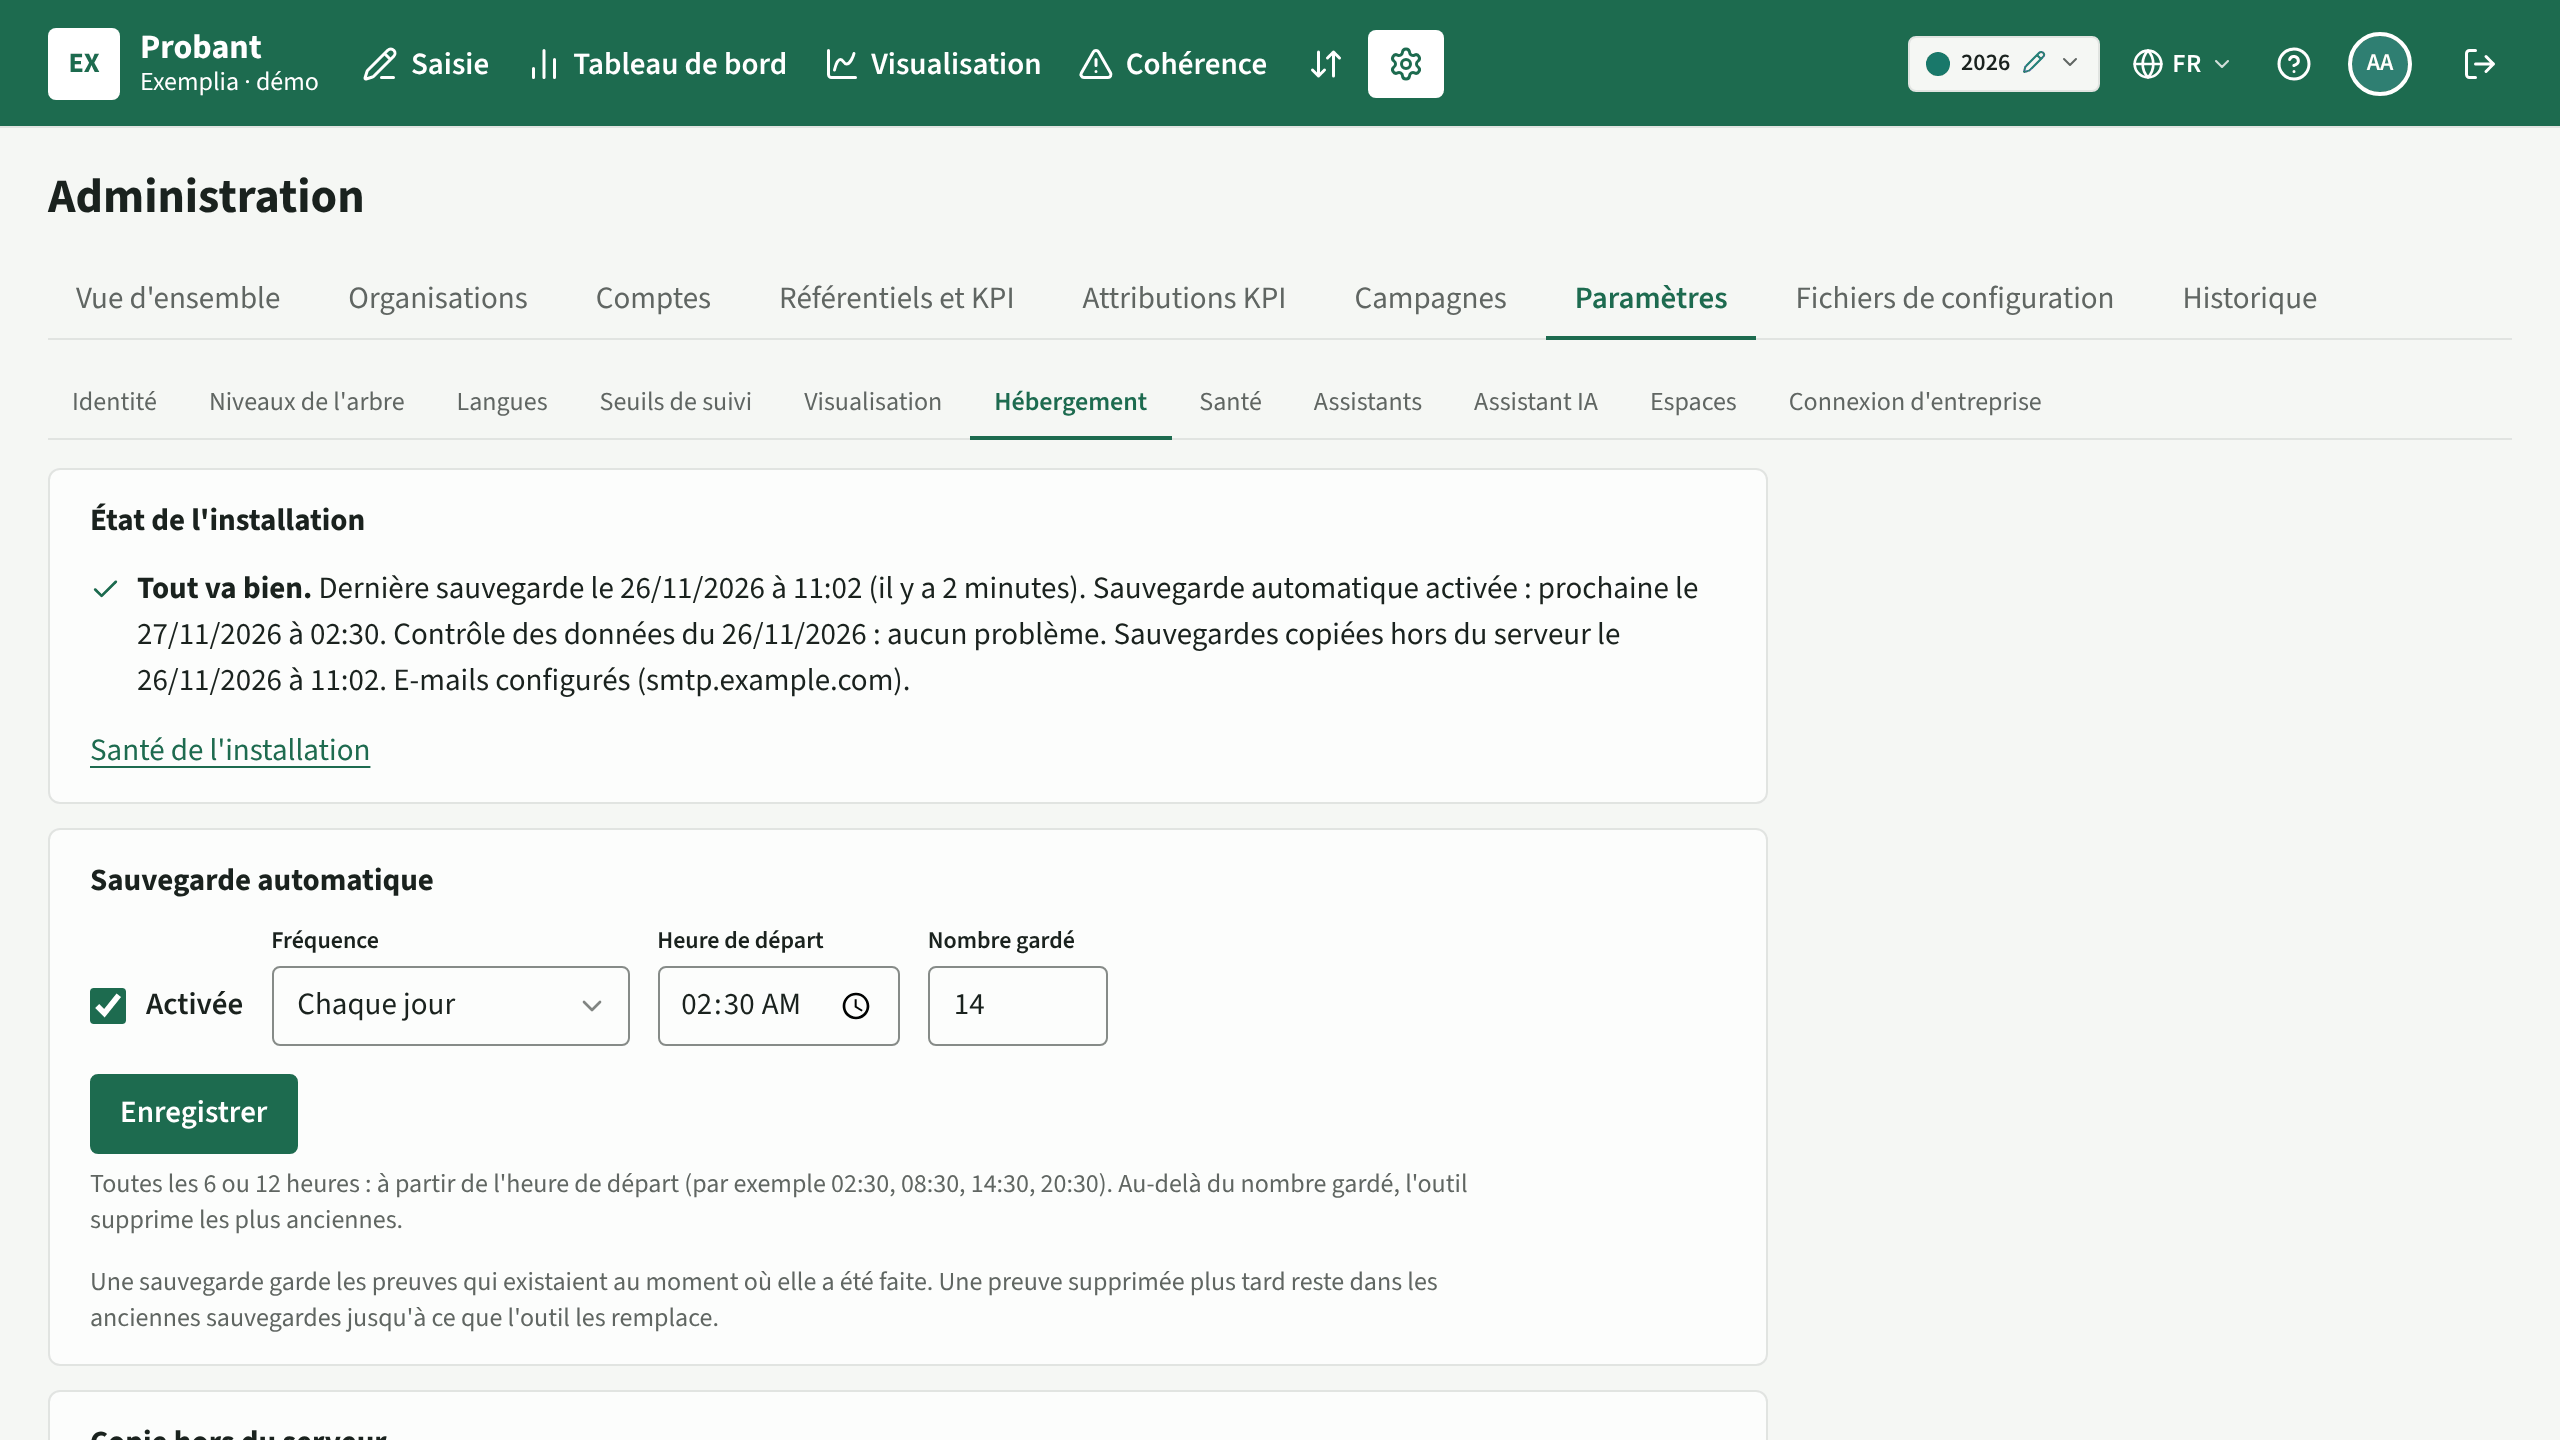 EX
Probant
Exemplia · démo
Saisie
Tableau de bord
Visualisation
Cohérence
2026
FR
AA
Administration
Vue d'ensemble
Organisations
Comptes
Référentiels et KPI
Attributions KPI
Campagnes
Paramètres
Fichiers de configuration
Historique
Identité
Niveaux de l'arbre
Langues
Seuils de suivi
Visualisation
Hébergement
Santé
Assistants
Assistant IA
Espaces
Connexion d'entreprise
État de l'installation
Tout va bien. Dernière sauvegarde le 26/11/2026 à 11:02 (il y a 2 minutes). Sauvegarde automatique activée : prochaine le
27/11/2026 à 02:30. Contrôle des données du 26/11/2026 : aucun problème. Sauvegardes copiées hors du serveur le
26/11/2026 à 11:02. E-mails configurés (smtp.example.com).
Santé de l'installation
Sauvegarde automatique
Fréquence
Heure de départ
Nombre gardé
Activée
Chaque jour
02:30 AM
14
Enregistrer
Toutes les 6 ou 12 heures : à partir de l'heure de départ (par exemple 02:30, 08:30, 14:30, 20:30). Au-delà du nombre gardé, l'outil
supprime les plus anciennes.
Une sauvegarde garde les preuves qui existaient au moment où elle a été faite. Une preuve supprimée plus tard reste dans les
anciennes sauvegardes jusqu'à ce que l'outil les remplace.
Copie hors du serveur